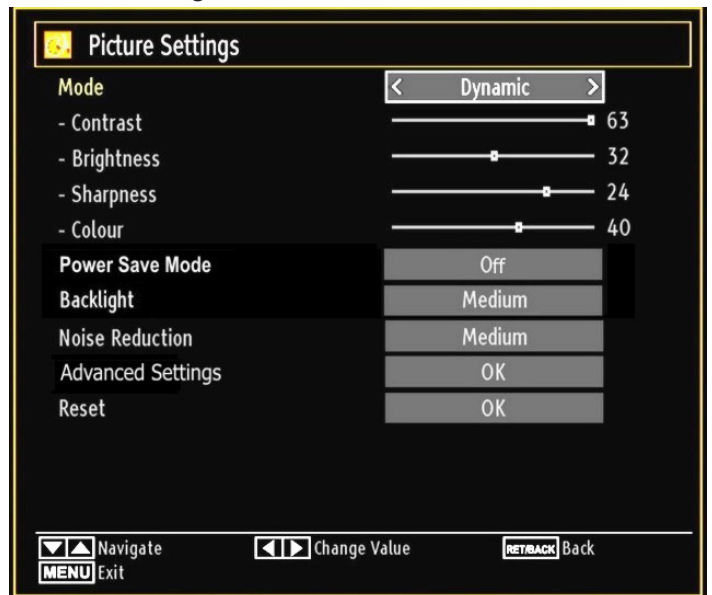 Picture Settings
Mode < Dynamic >
- Contrast 63
- Brightness 32
- Sharpness 24
- Colour 40
Power Save Mode Off
Backlight Medium
Noise Reduction Medium
Advanced Settings OK
Reset OK
▼▲ Navigate ◀▶ Change Value RET/BACK Back
MENU Exit